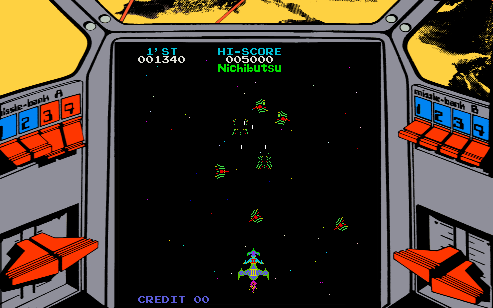 1'ST HI-SCORE
001340 005000
Nichibutsu
missile-bank A
1 2 3 4
missile-bank B
1 2 3 4
CREDIT 00